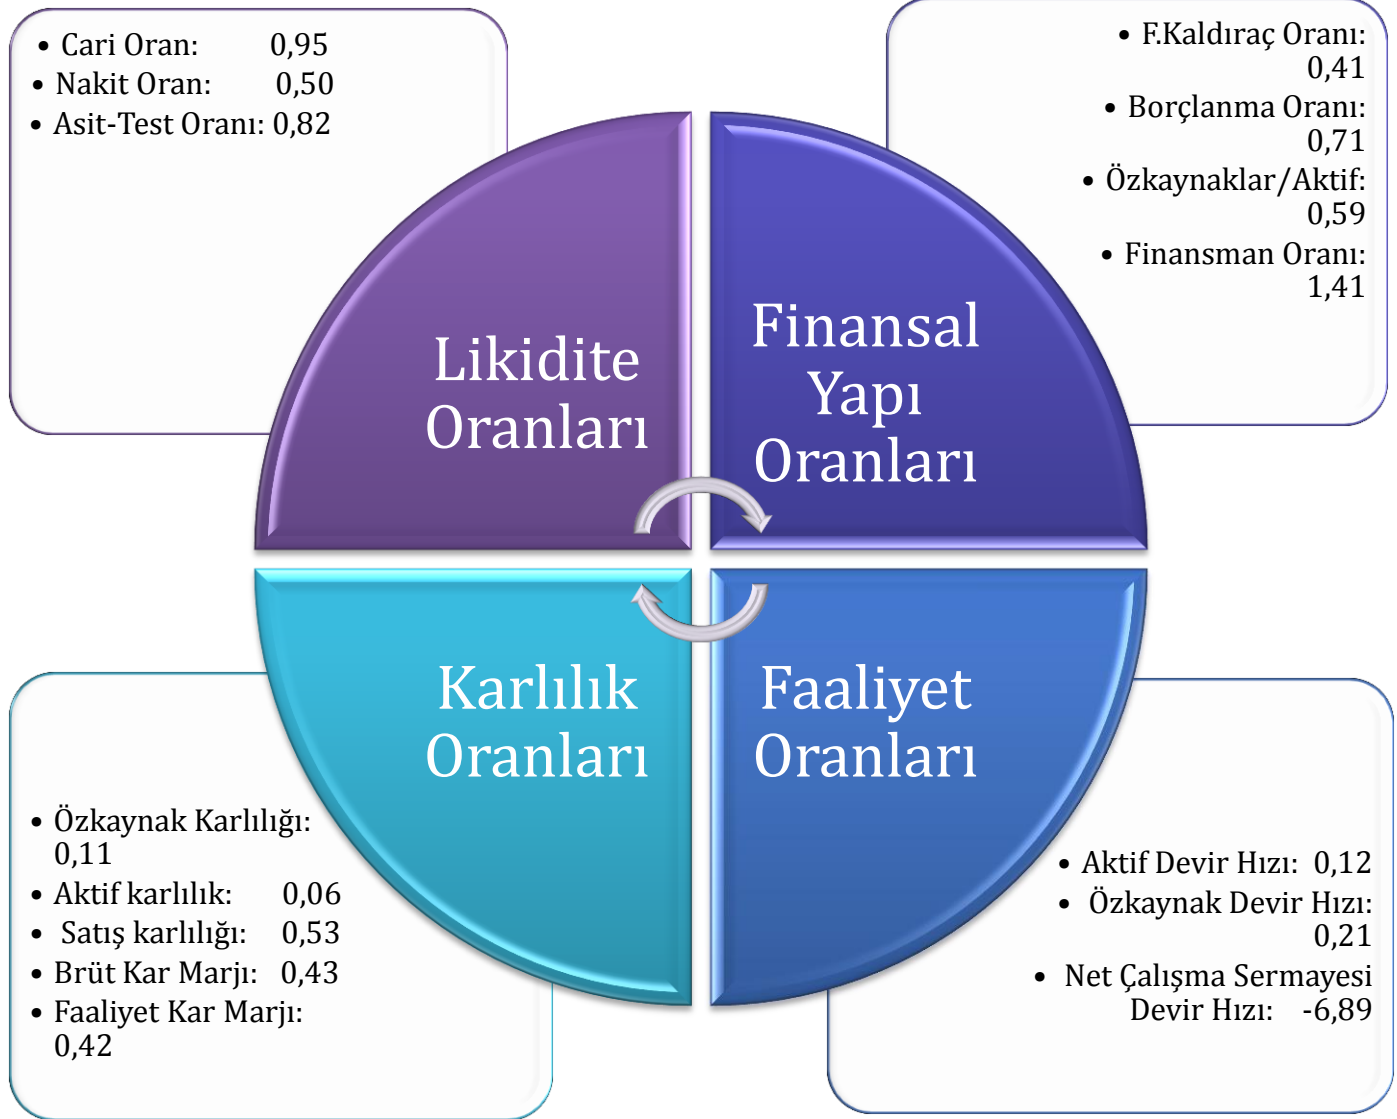 • Cari Oran: 0,95
• Nakit Oran: 0,50
• Asit-Test Oranı: 0,82
• F.Kaldıraç Oranı:
0,41
• Borçlanma Oranı:
0,71
• Özkaynaklar/Aktif:
0,59
• Finansman Oranı:
1,41
Likidite
Oranları
Finansal
Yapı
Oranları
Karlılık
Oranları
Faaliyet
Oranları
• Özkaynak Karlılığı:
0,11
• Aktif karlılık: 0,06
• Satış karlılığı: 0,53
• Brüt Kar Marjı: 0,43
• Faaliyet Kar Marjı:
0,42
• Aktif Devir Hızı: 0,12
• Özkaynak Devir Hızı:
0,21
• Net Çalışma Sermayesi
Devir Hızı: -6,89